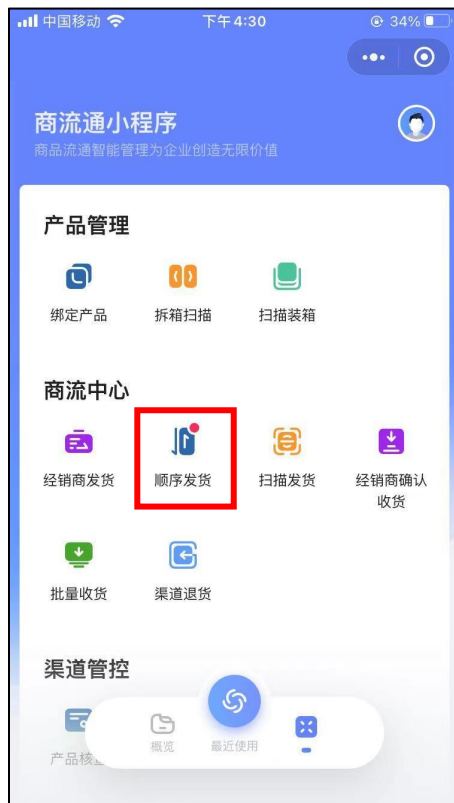 中国移动 下午4:30 34%
商流通小程序
商品流通智能管理为企业创造无限价值
产品管理
绑定产品 拆箱扫描 扫描装箱
商流中心
经销商发货 顺序发货 扫描发货 经销商确认
收货
批量收货 渠道退货
渠道管控
概览 最近使用
产品核